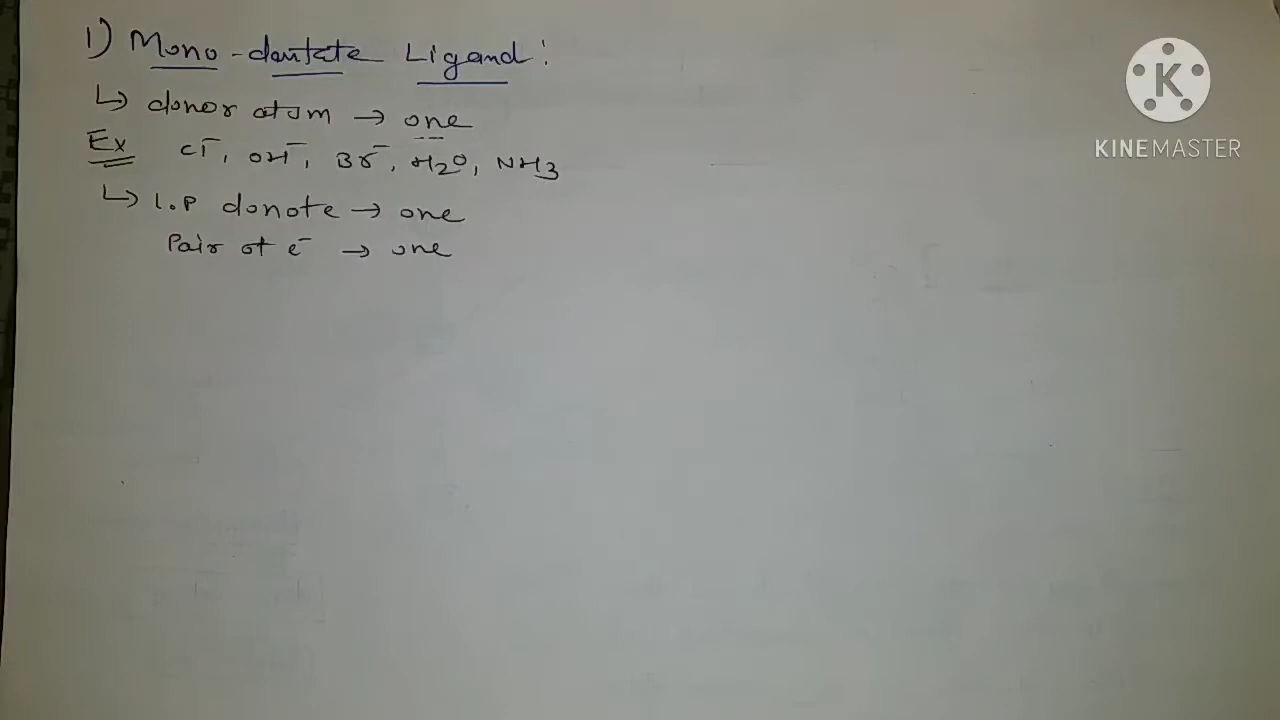 1) Mono-dentate Ligand:
↳ donor atom → one
Ex Cl⁻, OH⁻, Br⁻, H₂O, NH₃
↳ l.p donote → one
Pair of e⁻ → one
K
KINEMASTER